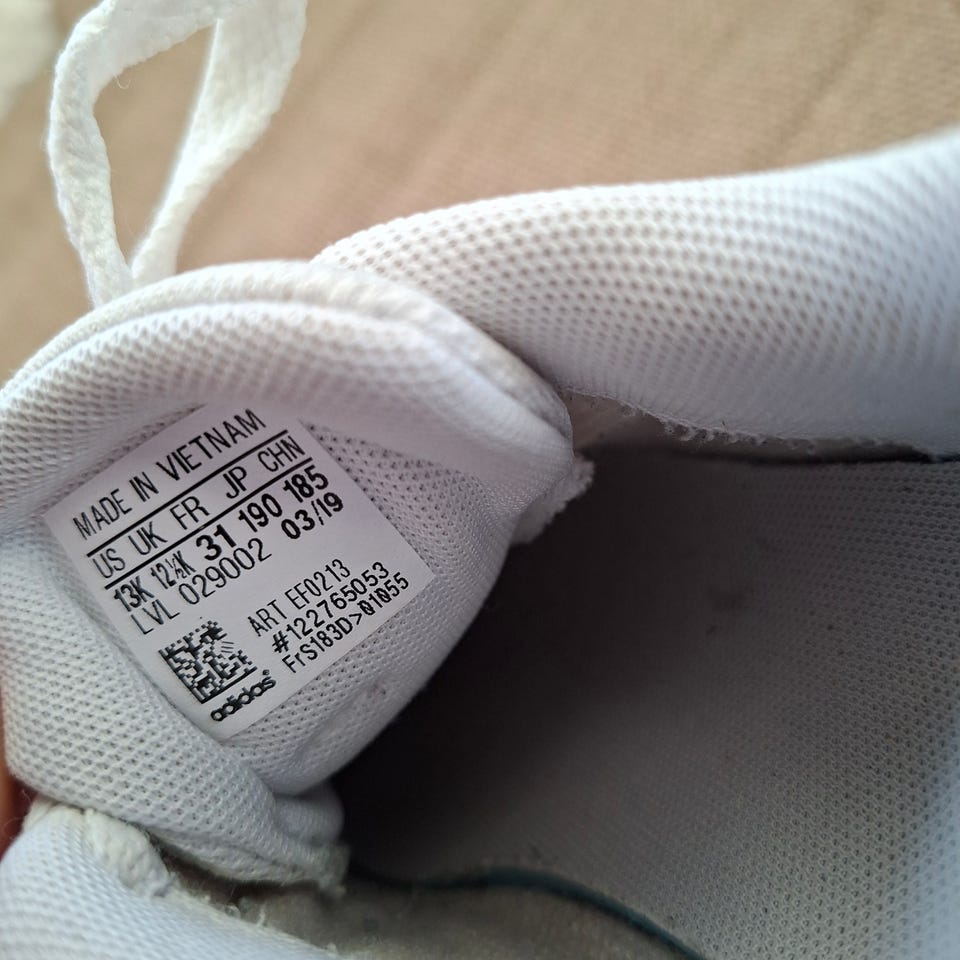 MADE IN VIETNAM
US UK FR JP CHN
13K 12½K 31 190 185
LVL 029002 03/19
ART EF0213
#122765053
FrS183D>01055
adidas®